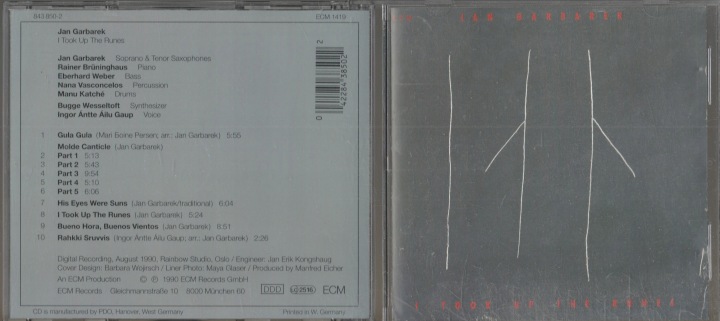 843 850-2 ECM 1419
Jan Garbarek
I Took Up The Runes
Jan Garbarek Soprano & Tenor Saxophones
Rainer Brüninghaus Piano
Eberhard Weber Bass
Nana Vasconcelos Percussion
Manu Katché Drums
Bugge Wesseltoft Synthesizer
Ingor Ántte Áilu Gaup Voice
1 Gula Gula (Mari Boine Persen; arr.: Jan Garbarek) 5:55
Molde Canticle (Jan Garbarek)
2 Part 1 5:13
3 Part 2 5:43
4 Part 3 9:54
5 Part 4 5:10
6 Part 5 6:06
7 His Eyes Were Suns (Jan Garbarek/traditional) 6:04
8 I Took Up The Runes (Jan Garbarek) 5:24
9 Bueno Hora, Buenos Vientos (Jan Garbarek) 8:51
10 Rahkki Sruvvis (Ingor Ántte Áilu Gaup; arr.: Jan Garbarek) 2:26
Digital Recording, August 1990, Rainbow Studio, Oslo / Engineer: Jan Erik Kongshaug
Cover Design: Barbara Wojirsch / Liner Photo: Maya Glaser / Produced by Manfred Eicher
An ECM Production © ℗ 1990 ECM Records GmbH
ECM Records Gleichmannstraße 10 8000 München 60 DDD ECM
CD is manufactured by PDO, Hanover, West Germany Printed in W. Germany
2
0 42284 38502
JAN GARBAREK
I TOOK UP THE RUNES